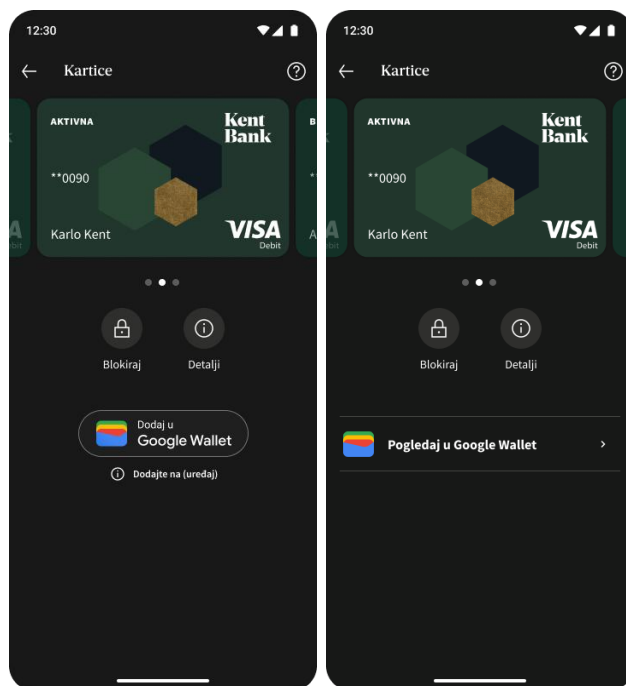 12:30
Kartice
AKTIVNA
Kent
Bank
**0090
Karlo Kent
VISA
Debit
Blokiraj
Detalji
Dodaj u
Google Wallet
Dodajte na (uređaj)
12:30
Kartice
AKTIVNA
Kent
Bank
**0090
Karlo Kent
VISA
Debit
Blokiraj
Detalji
Pogledaj u Google Wallet